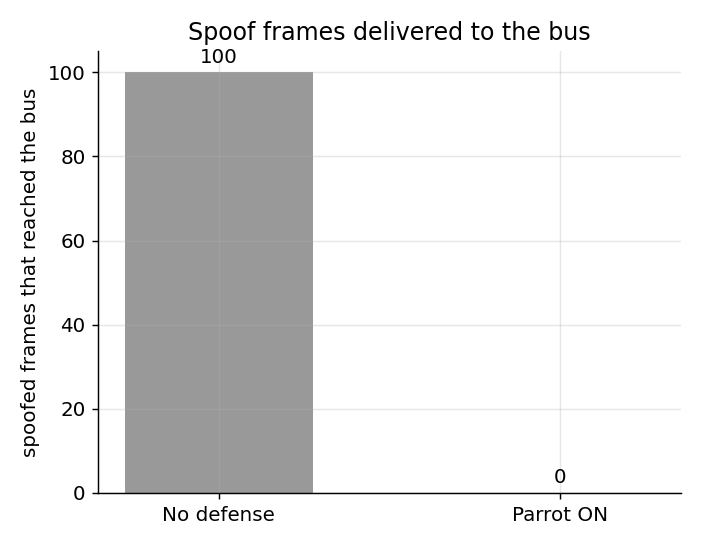 Spoof frames delivered to the bus
100
100
80
60
40
20
0
0
spoofed frames that reached the bus
No defense
Parrot ON